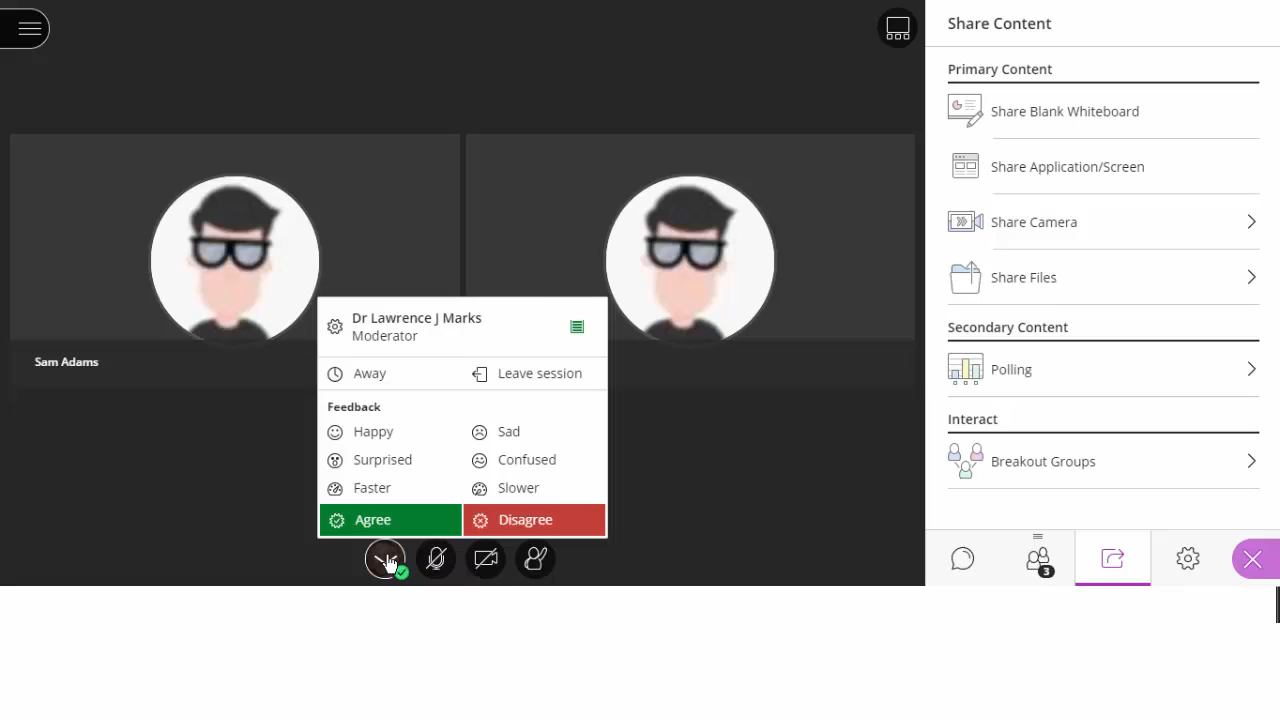 Share Content
Primary Content
Share Blank Whiteboard
Share Application/Screen
Share Camera
Share Files
Secondary Content
Polling
Interact
Breakout Groups
3
Sam Adams
Dr Lawrence J Marks
Moderator
Away
Leave session
Feedback
Happy
Sad
Surprised
Confused
Faster
Slower
Agree
Disagree